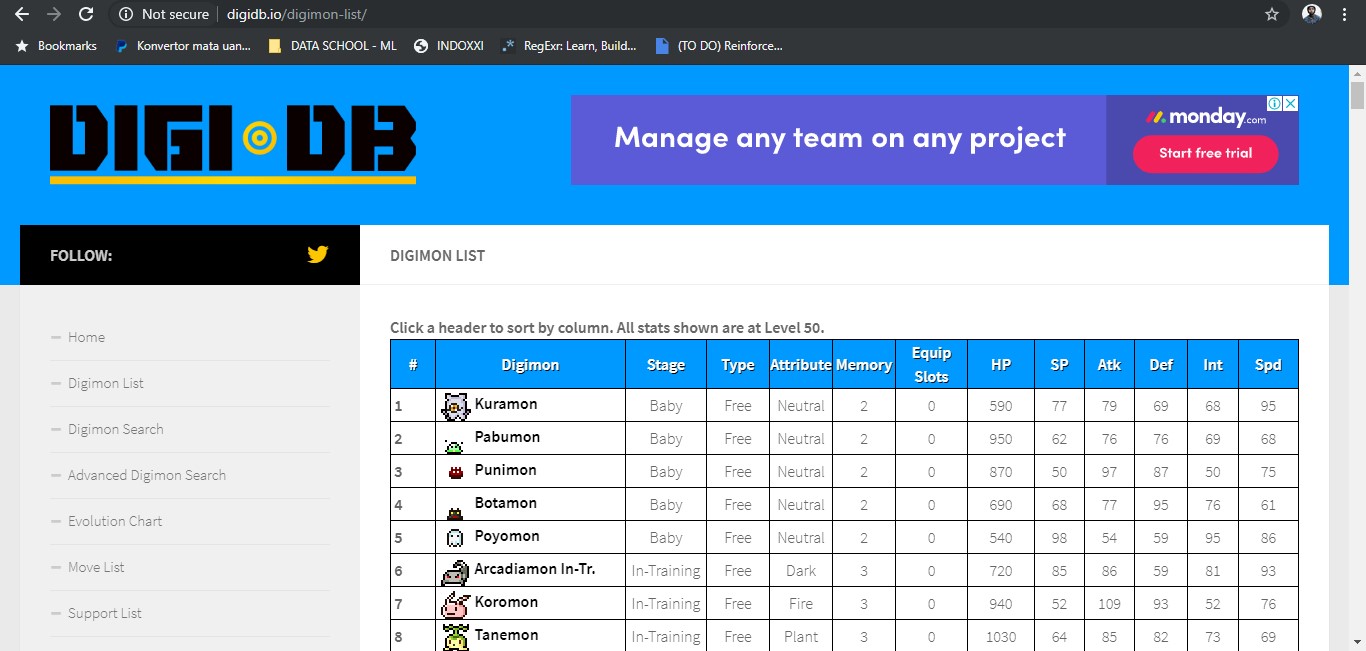 Not secure | digidb.io/digimon-list/
Bookmarks Konvertor mata uan... DATA SCHOOL - ML INDOXXI RegExr: Learn, Build... (TO DO) Reinforce...
DIGI DB
Manage any team on any project
monday.com
Start free trial
FOLLOW:
DIGIMON LIST
Home
Digimon List
Digimon Search
Advanced Digimon Search
Evolution Chart
Move List
Support List
Click a header to sort by column. All stats shown are at Level 50.
# Digimon Stage Type Attribute Memory Equip Slots HP SP Atk Def Int Spd
1 Kuramon Baby Free Neutral 2 0 590 77 79 69 68 95
2 Pabumon Baby Free Neutral 2 0 950 62 76 76 69 68
3 Punimon Baby Free Neutral 2 0 870 50 97 87 50 75
4 Botamon Baby Free Neutral 2 0 690 68 77 95 76 61
5 Poyomon Baby Free Neutral 2 0 540 98 54 59 95 86
6 Arcadiamon In-Tr. In-Training Free Dark 3 0 720 85 86 59 81 93
7 Koromon In-Training Free Fire 3 0 940 52 109 93 52 76
8 Tanemon In-Training Free Plant 3 0 1030 64 85 82 73 69